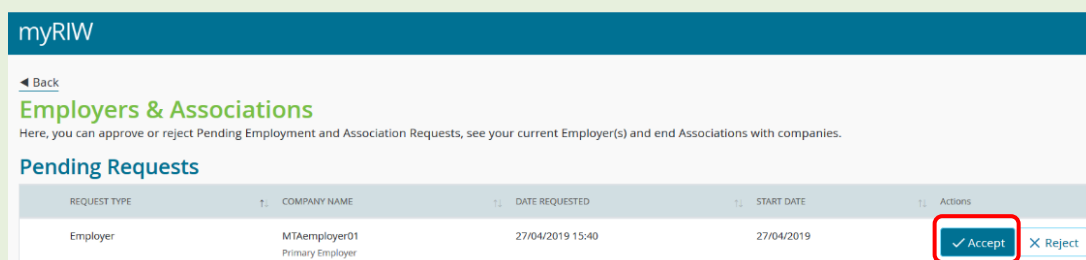 myRIW
◄ Back
Employers & Associations
Here, you can approve or reject Pending Employment and Association Requests, see your current Employer(s) and end Associations with companies.
Pending Requests
REQUEST TYPE ↑↓ COMPANY NAME ↑↓ DATE REQUESTED ↑↓ START DATE ↑↓ Actions
Employer MTAemployer01 27/04/2019 15:40 27/04/2019 ✓ Accept ✕ Reject
Primary Employer